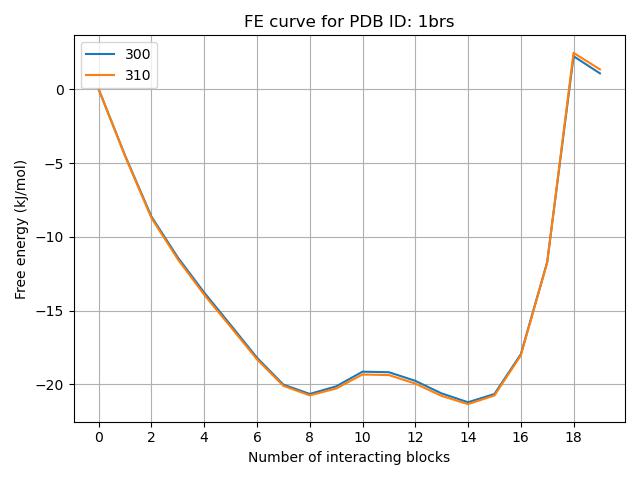 FE curve for PDB ID: 1brs
300
310
0
−5
−10
−15
−20
Free energy (kJ/mol)
0 2 4 6 8 10 12 14 16 18
Number of interacting blocks